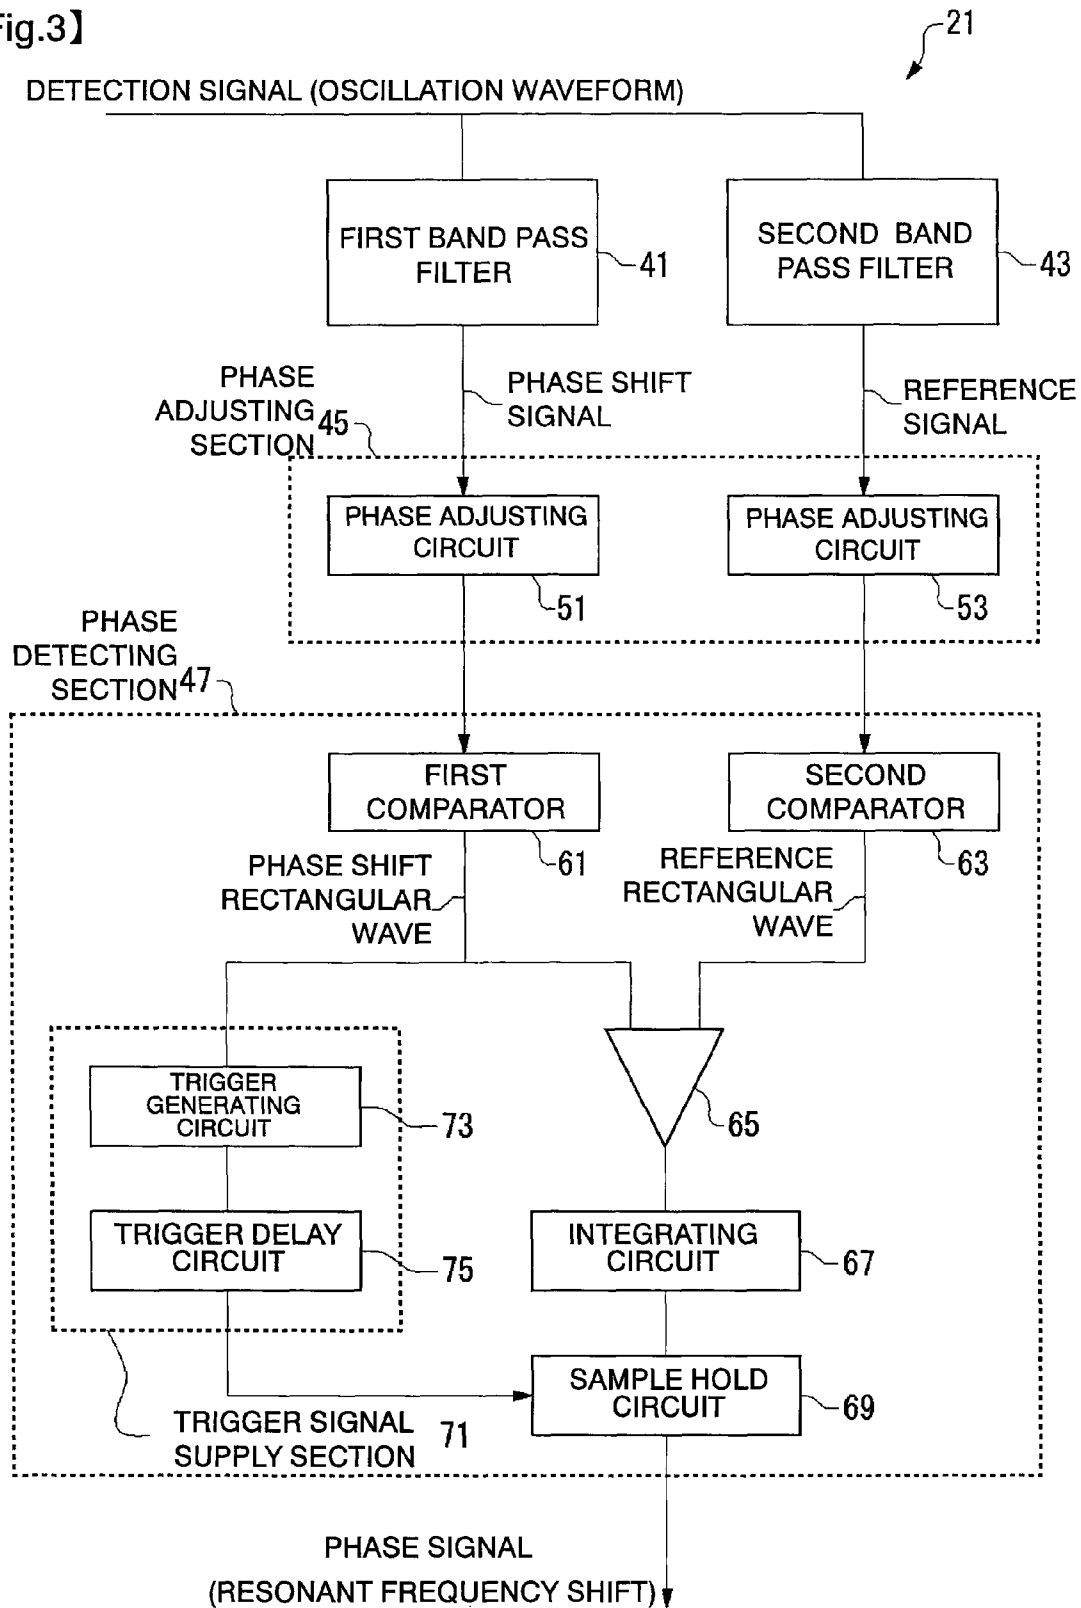 ig.3】
21
DETECTION SIGNAL (OSCILLATION WAVEFORM)
FIRST BAND PASS
FILTER
41
SECOND BAND
PASS FILTER
43
PHASE
ADJUSTING
SECTION
45
PHASE SHIFT
SIGNAL
REFERENCE
SIGNAL
PHASE ADJUSTING
CIRCUIT
51
PHASE ADJUSTING
CIRCUIT
53
PHASE
DETECTING
SECTION
47
FIRST
COMPARATOR
61
SECOND
COMPARATOR
63
PHASE SHIFT
RECTANGULAR
WAVE
REFERENCE
RECTANGULAR
WAVE
TRIGGER
GENERATING
CIRCUIT
73
65
TRIGGER DELAY
CIRCUIT
75
INTEGRATING
CIRCUIT
67
SAMPLE HOLD
CIRCUIT
69
TRIGGER SIGNAL
SUPPLY SECTION
71
PHASE SIGNAL
(RESONANT FREQUENCY SHIFT)